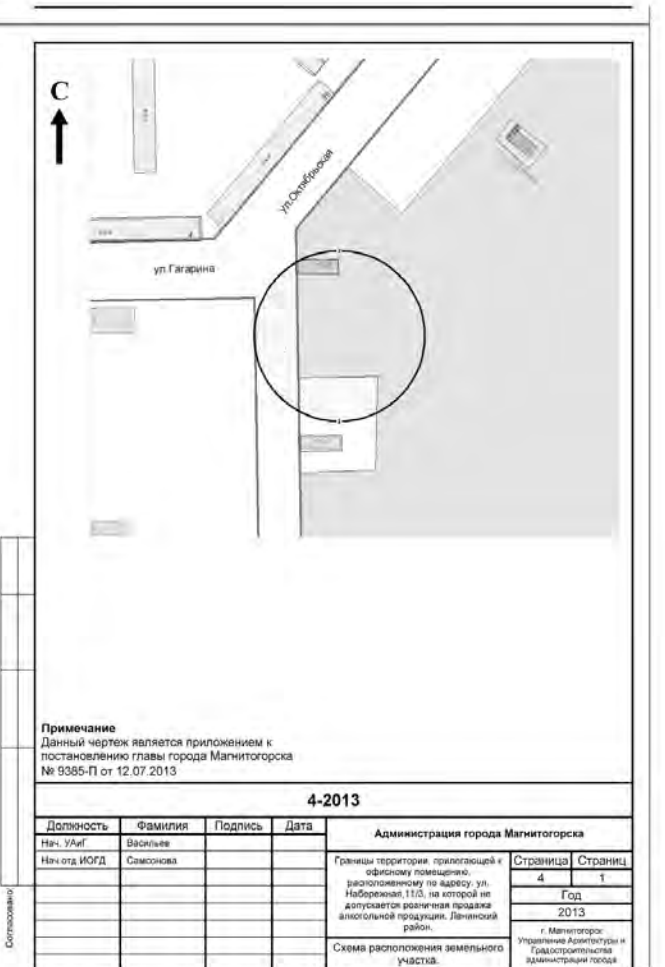 С
ул.Октябрьская
ул.Гагарина
Примечание
Данный чертеж является приложением к
постановлению главы города Магнитогорска
№ 9385-П от 12.07.2013
4-2013
Должность Фамилия Подпись Дата
Администрация города Магнитогорска
Нач. УАиГ Васильев
Нач отд ИОГД Самсонова
Границы территории, прилегающей к
офисному помещению,
расположенному по адресу: ул.
Набережная,11/3, на которой не
допускается розничная продажа
алкогольной продукции. Ленинский
район.
Страница Страниц
4 1
Год
2013
Схема расположения земельного
участка.
г. Магнитогорск
Управление Архитектуры и
Градостроительства
администрации города
Согласовано